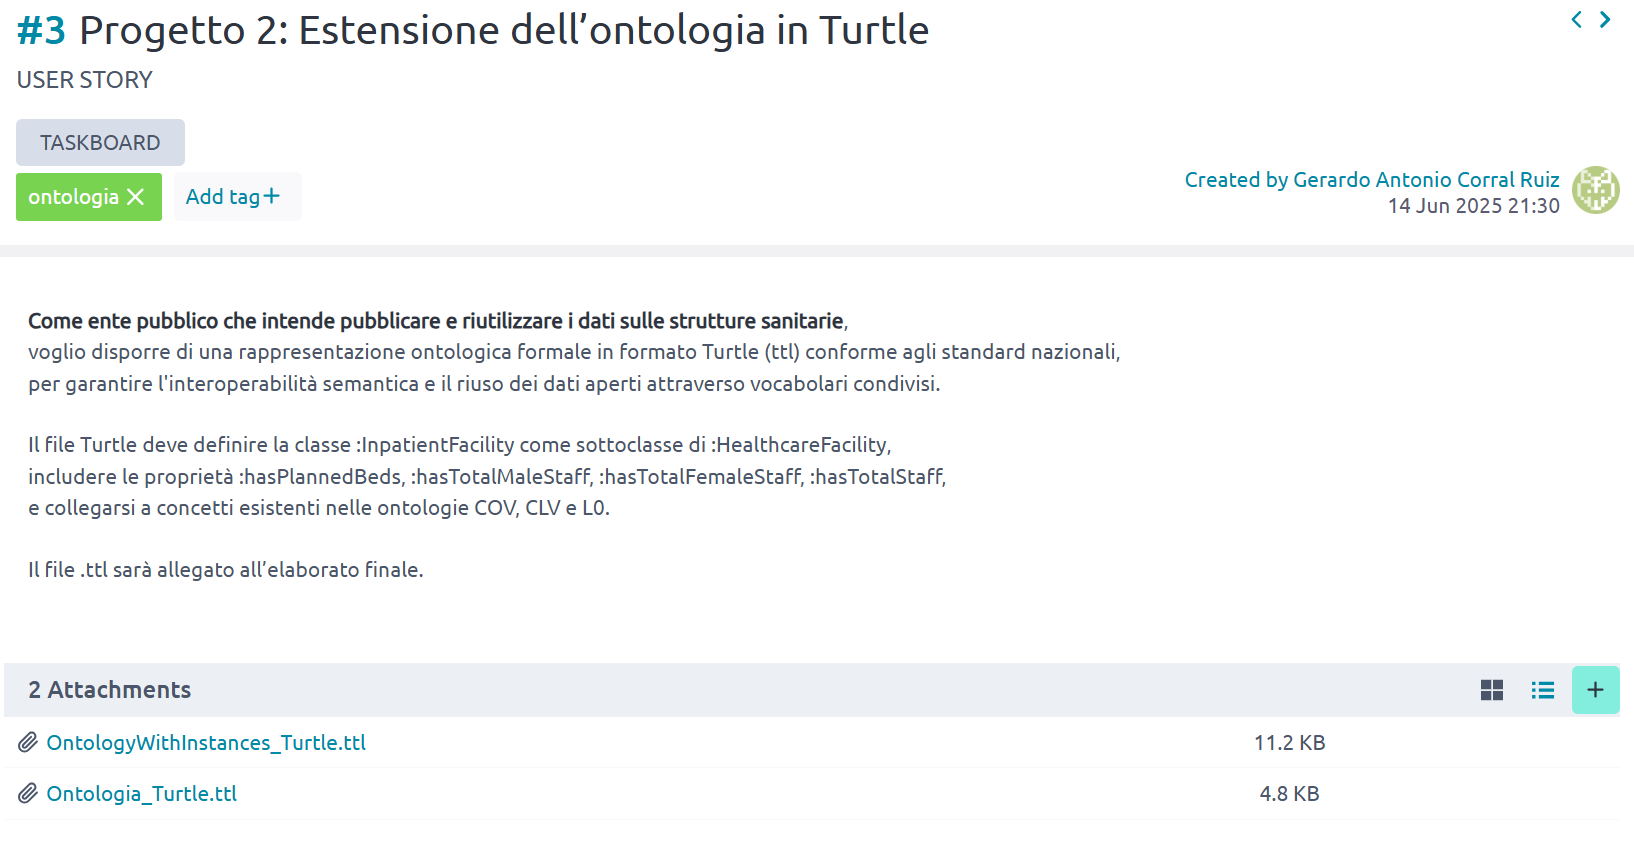 #3 Progetto 2: Estensione dell’ontologia in Turtle
USER STORY
TASKBOARD
ontologia
Add tag+
Created by Gerardo Antonio Corral Ruiz
14 Jun 2025 21:30
Come ente pubblico che intende pubblicare e riutilizzare i dati sulle strutture sanitarie,
voglio disporre di una rappresentazione ontologica formale in formato Turtle (ttl) conforme agli standard nazionali,
per garantire l'interoperabilità semantica e il riuso dei dati aperti attraverso vocabolari condivisi.
Il file Turtle deve definire la classe :InpatientFacility come sottoclasse di :HealthcareFacility,
includere le proprietà :hasPlannedBeds, :hasTotalMaleStaff, :hasTotalFemaleStaff, :hasTotalStaff,
e collegarsi a concetti esistenti nelle ontologie COV, CLV e L0.
Il file .ttl sarà allegato all’elaborato finale.
2 Attachments
OntologyWithInstances_Turtle.ttl 11.2 KB
Ontologia_Turtle.ttl 4.8 KB